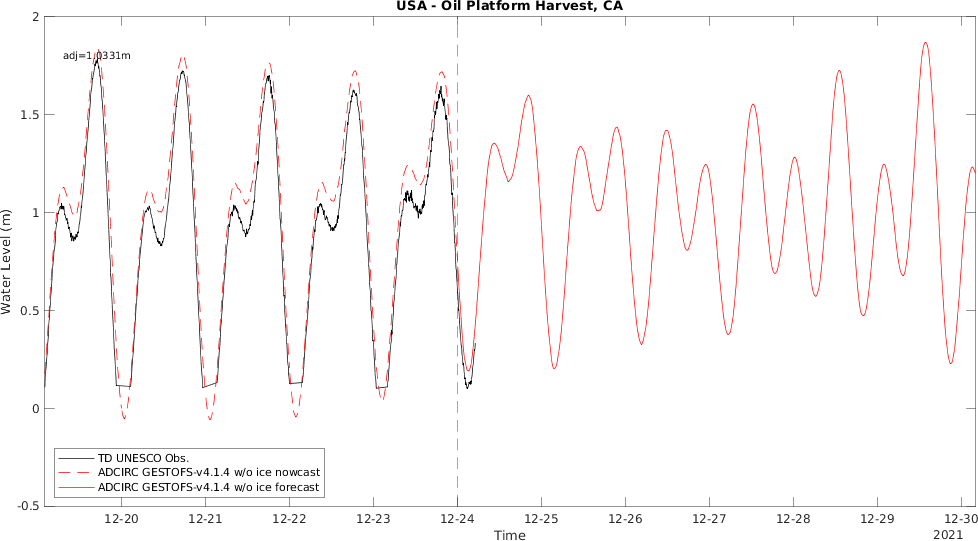 USA - Oil Platform Harvest, CA
2
adj=1.0331m
1.5
1
0.5
0
-0.5
Water Level (m)
TD UNESCO Obs.
ADCIRC GESTOFS-v4.1.4 w/o ice nowcast
ADCIRC GESTOFS-v4.1.4 w/o ice forecast
12-20 12-21 12-22 12-23 12-24 12-25 12-26 12-27 12-28 12-29 12-30
Time
2021